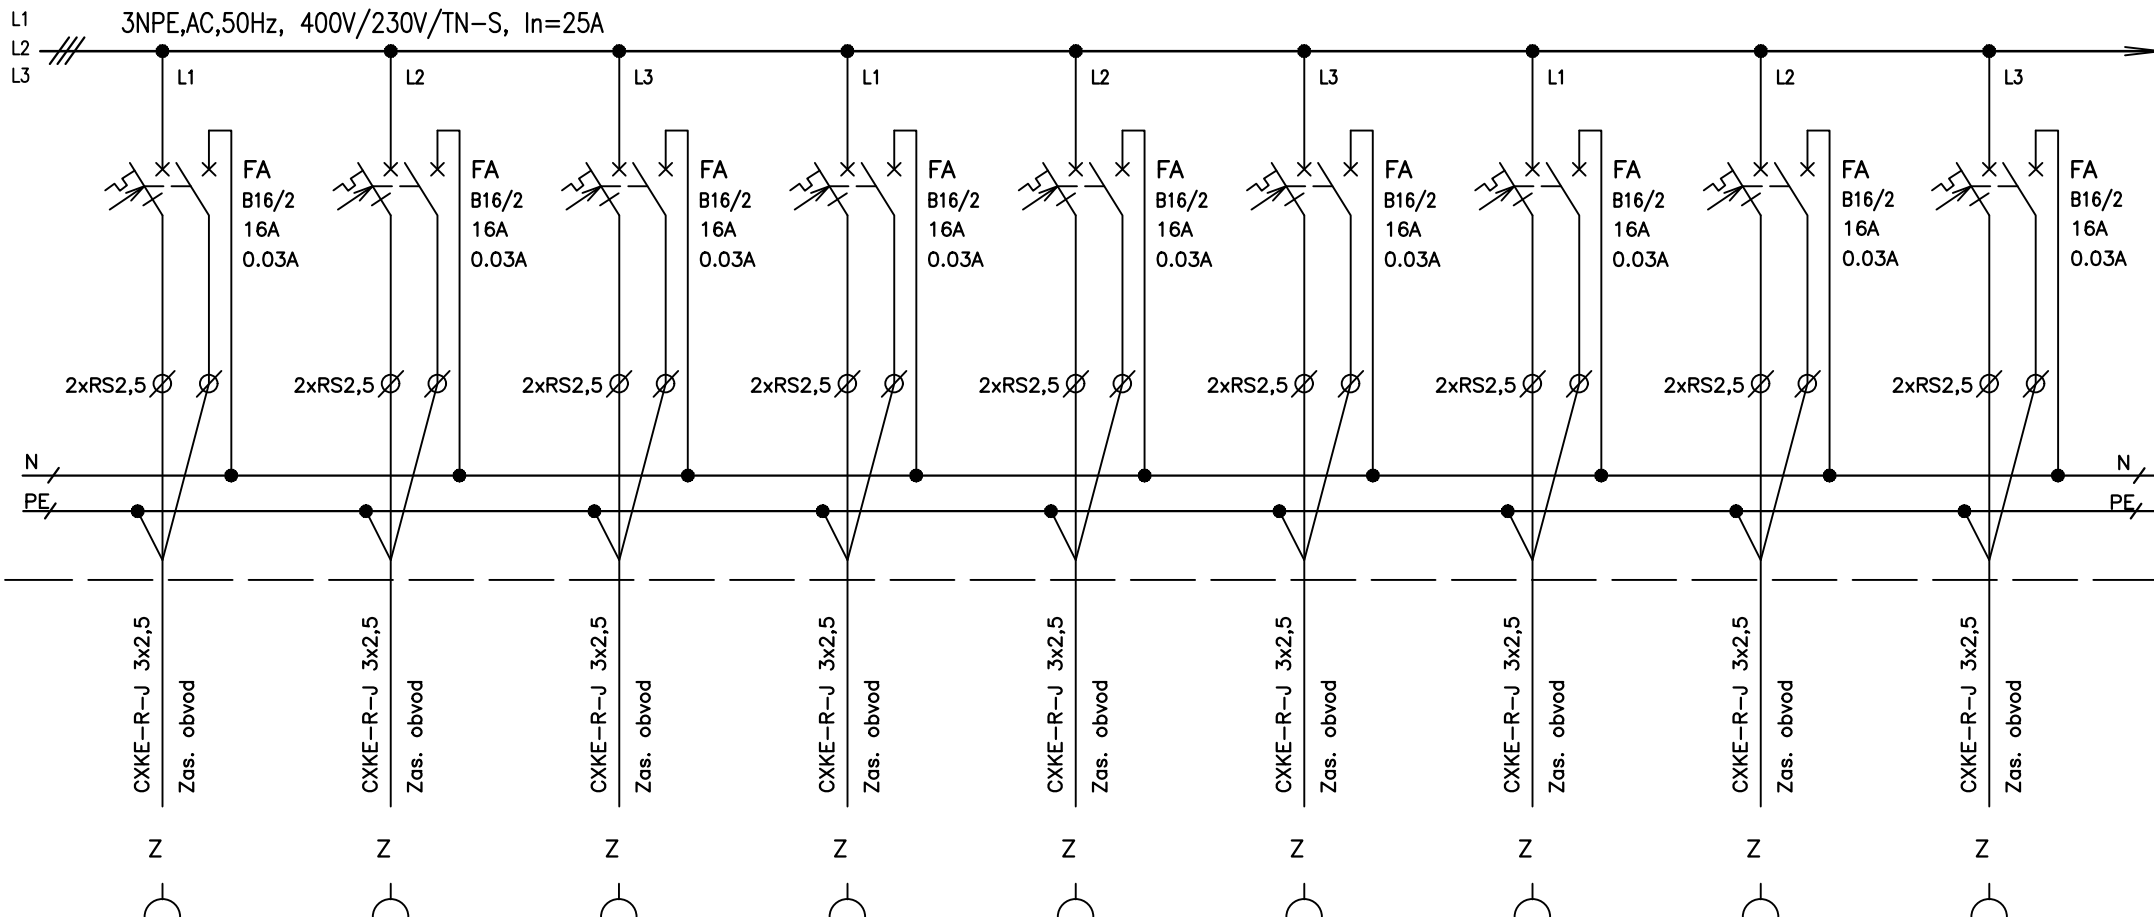 L1
3NPE,AC,50Hz, 400V/230V/TN-S, In=25A
L2
L3
L1 L2 L3 L1 L2 L3 L1 L2 L3
FA FA FA FA FA FA FA FA FA
B16/2 B16/2 B16/2 B16/2 B16/2 B16/2 B16/2 B16/2 B16/2
16A 16A 16A 16A 16A 16A 16A 16A 16A
0.03A 0.03A 0.03A 0.03A 0.03A 0.03A 0.03A 0.03A 0.03A
2xRS2,5 2xRS2,5 2xRS2,5 2xRS2,5 2xRS2,5 2xRS2,5 2xRS2,5 2xRS2,5 2xRS2,5
N N
PE PE
CXKE-R-J 3x2,5
Zas. obvod
CXKE-R-J 3x2,5
Zas. obvod
CXKE-R-J 3x2,5
Zas. obvod
CXKE-R-J 3x2,5
Zas. obvod
CXKE-R-J 3x2,5
Zas. obvod
CXKE-R-J 3x2,5
Zas. obvod
CXKE-R-J 3x2,5
Zas. obvod
CXKE-R-J 3x2,5
Zas. obvod
CXKE-R-J 3x2,5
Zas. obvod
Z Z Z Z Z Z Z Z Z